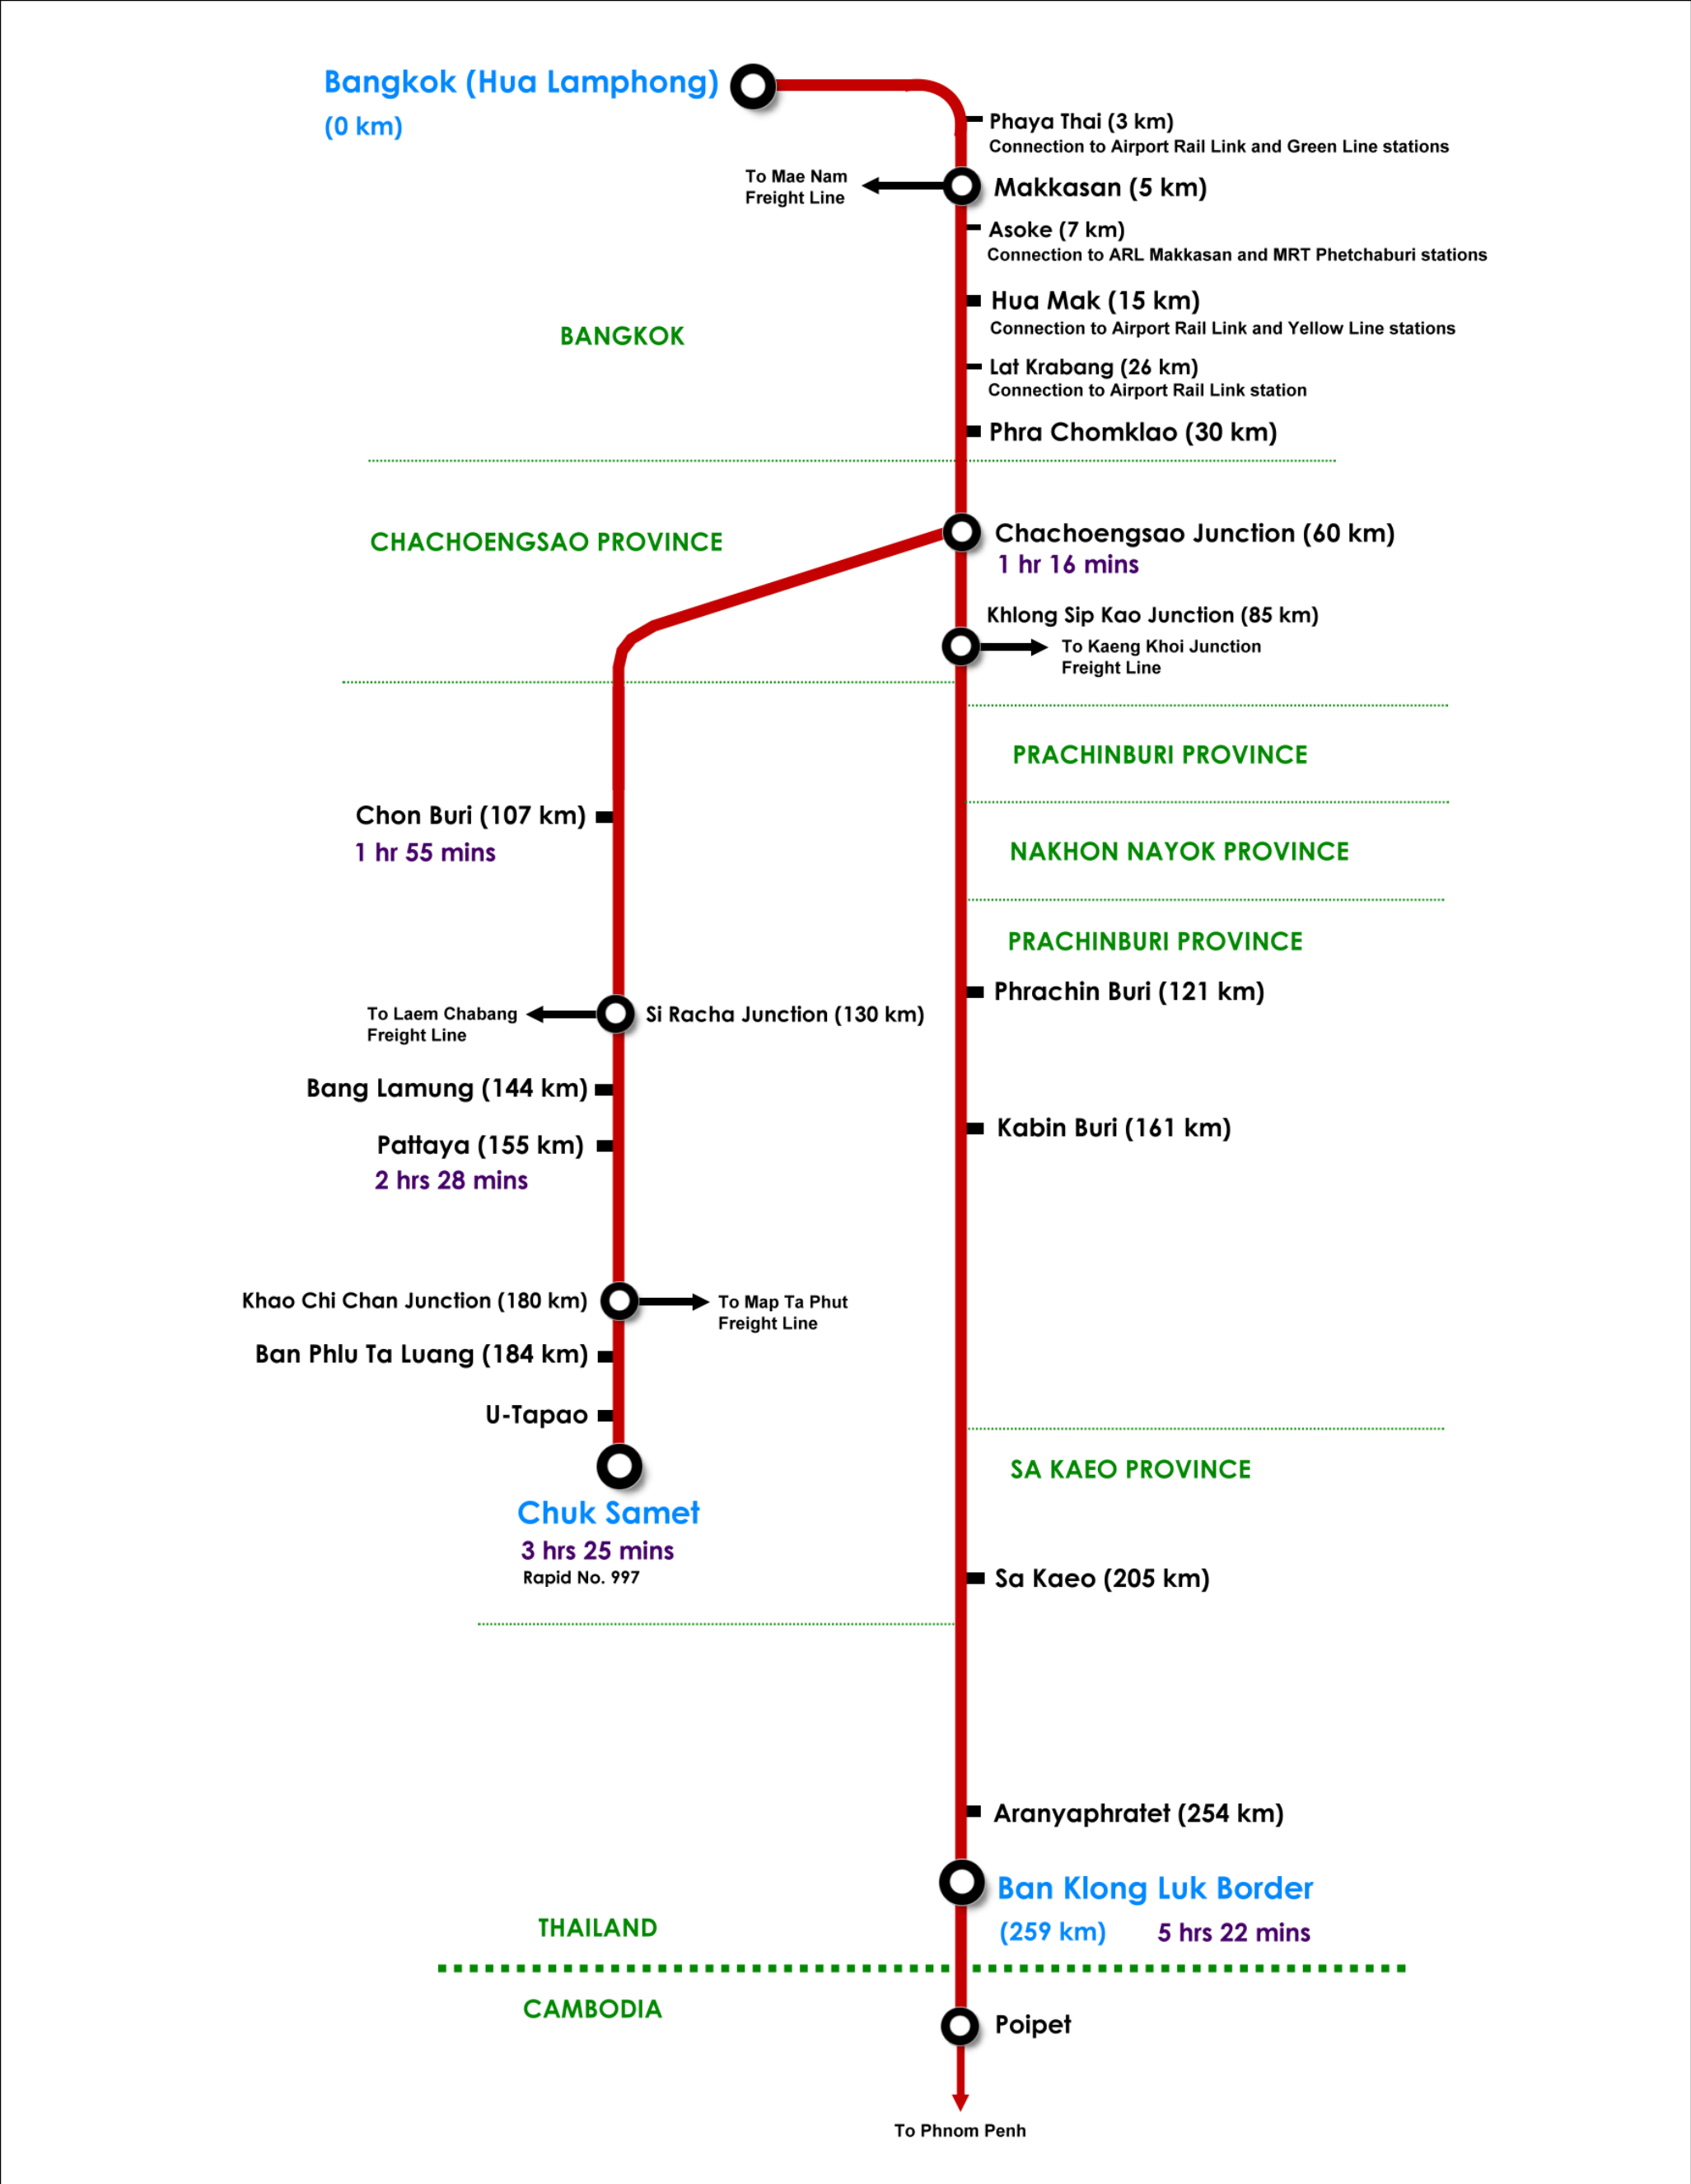 Bangkok (Hua Lamphong)
(0 km)
Phaya Thai (3 km)
Connection to Airport Rail Link and Green Line stations
To Mae Nam
Freight Line
Makkasan (5 km)
Asoke (7 km)
Connection to ARL Makkasan and MRT Phetchaburi stations
Hua Mak (15 km)
Connection to Airport Rail Link and Yellow Line stations
BANGKOK
Lat Krabang (26 km)
Connection to Airport Rail Link station
Phra Chomklao (30 km)
CHACHOENGSAO PROVINCE
Chachoengsao Junction (60 km)
1 hr 16 mins
Khlong Sip Kao Junction (85 km)
To Kaeng Khoi Junction
Freight Line
PRACHINBURI PROVINCE
Chon Buri (107 km)
1 hr 55 mins
NAKHON NAYOK PROVINCE
PRACHINBURI PROVINCE
Phrachin Buri (121 km)
To Laem Chabang
Freight Line
Si Racha Junction (130 km)
Bang Lamung (144 km)
Kabin Buri (161 km)
Pattaya (155 km)
2 hrs 28 mins
Khao Chi Chan Junction (180 km)
To Map Ta Phut
Freight Line
Ban Phlu Ta Luang (184 km)
U-Tapao
SA KAEO PROVINCE
Chuk Samet
3 hrs 25 mins
Rapid No. 997
Sa Kaeo (205 km)
Aranyaphratet (254 km)
Ban Klong Luk Border
(259 km) 5 hrs 22 mins
THAILAND
CAMBODIA
Poipet
To Phnom Penh